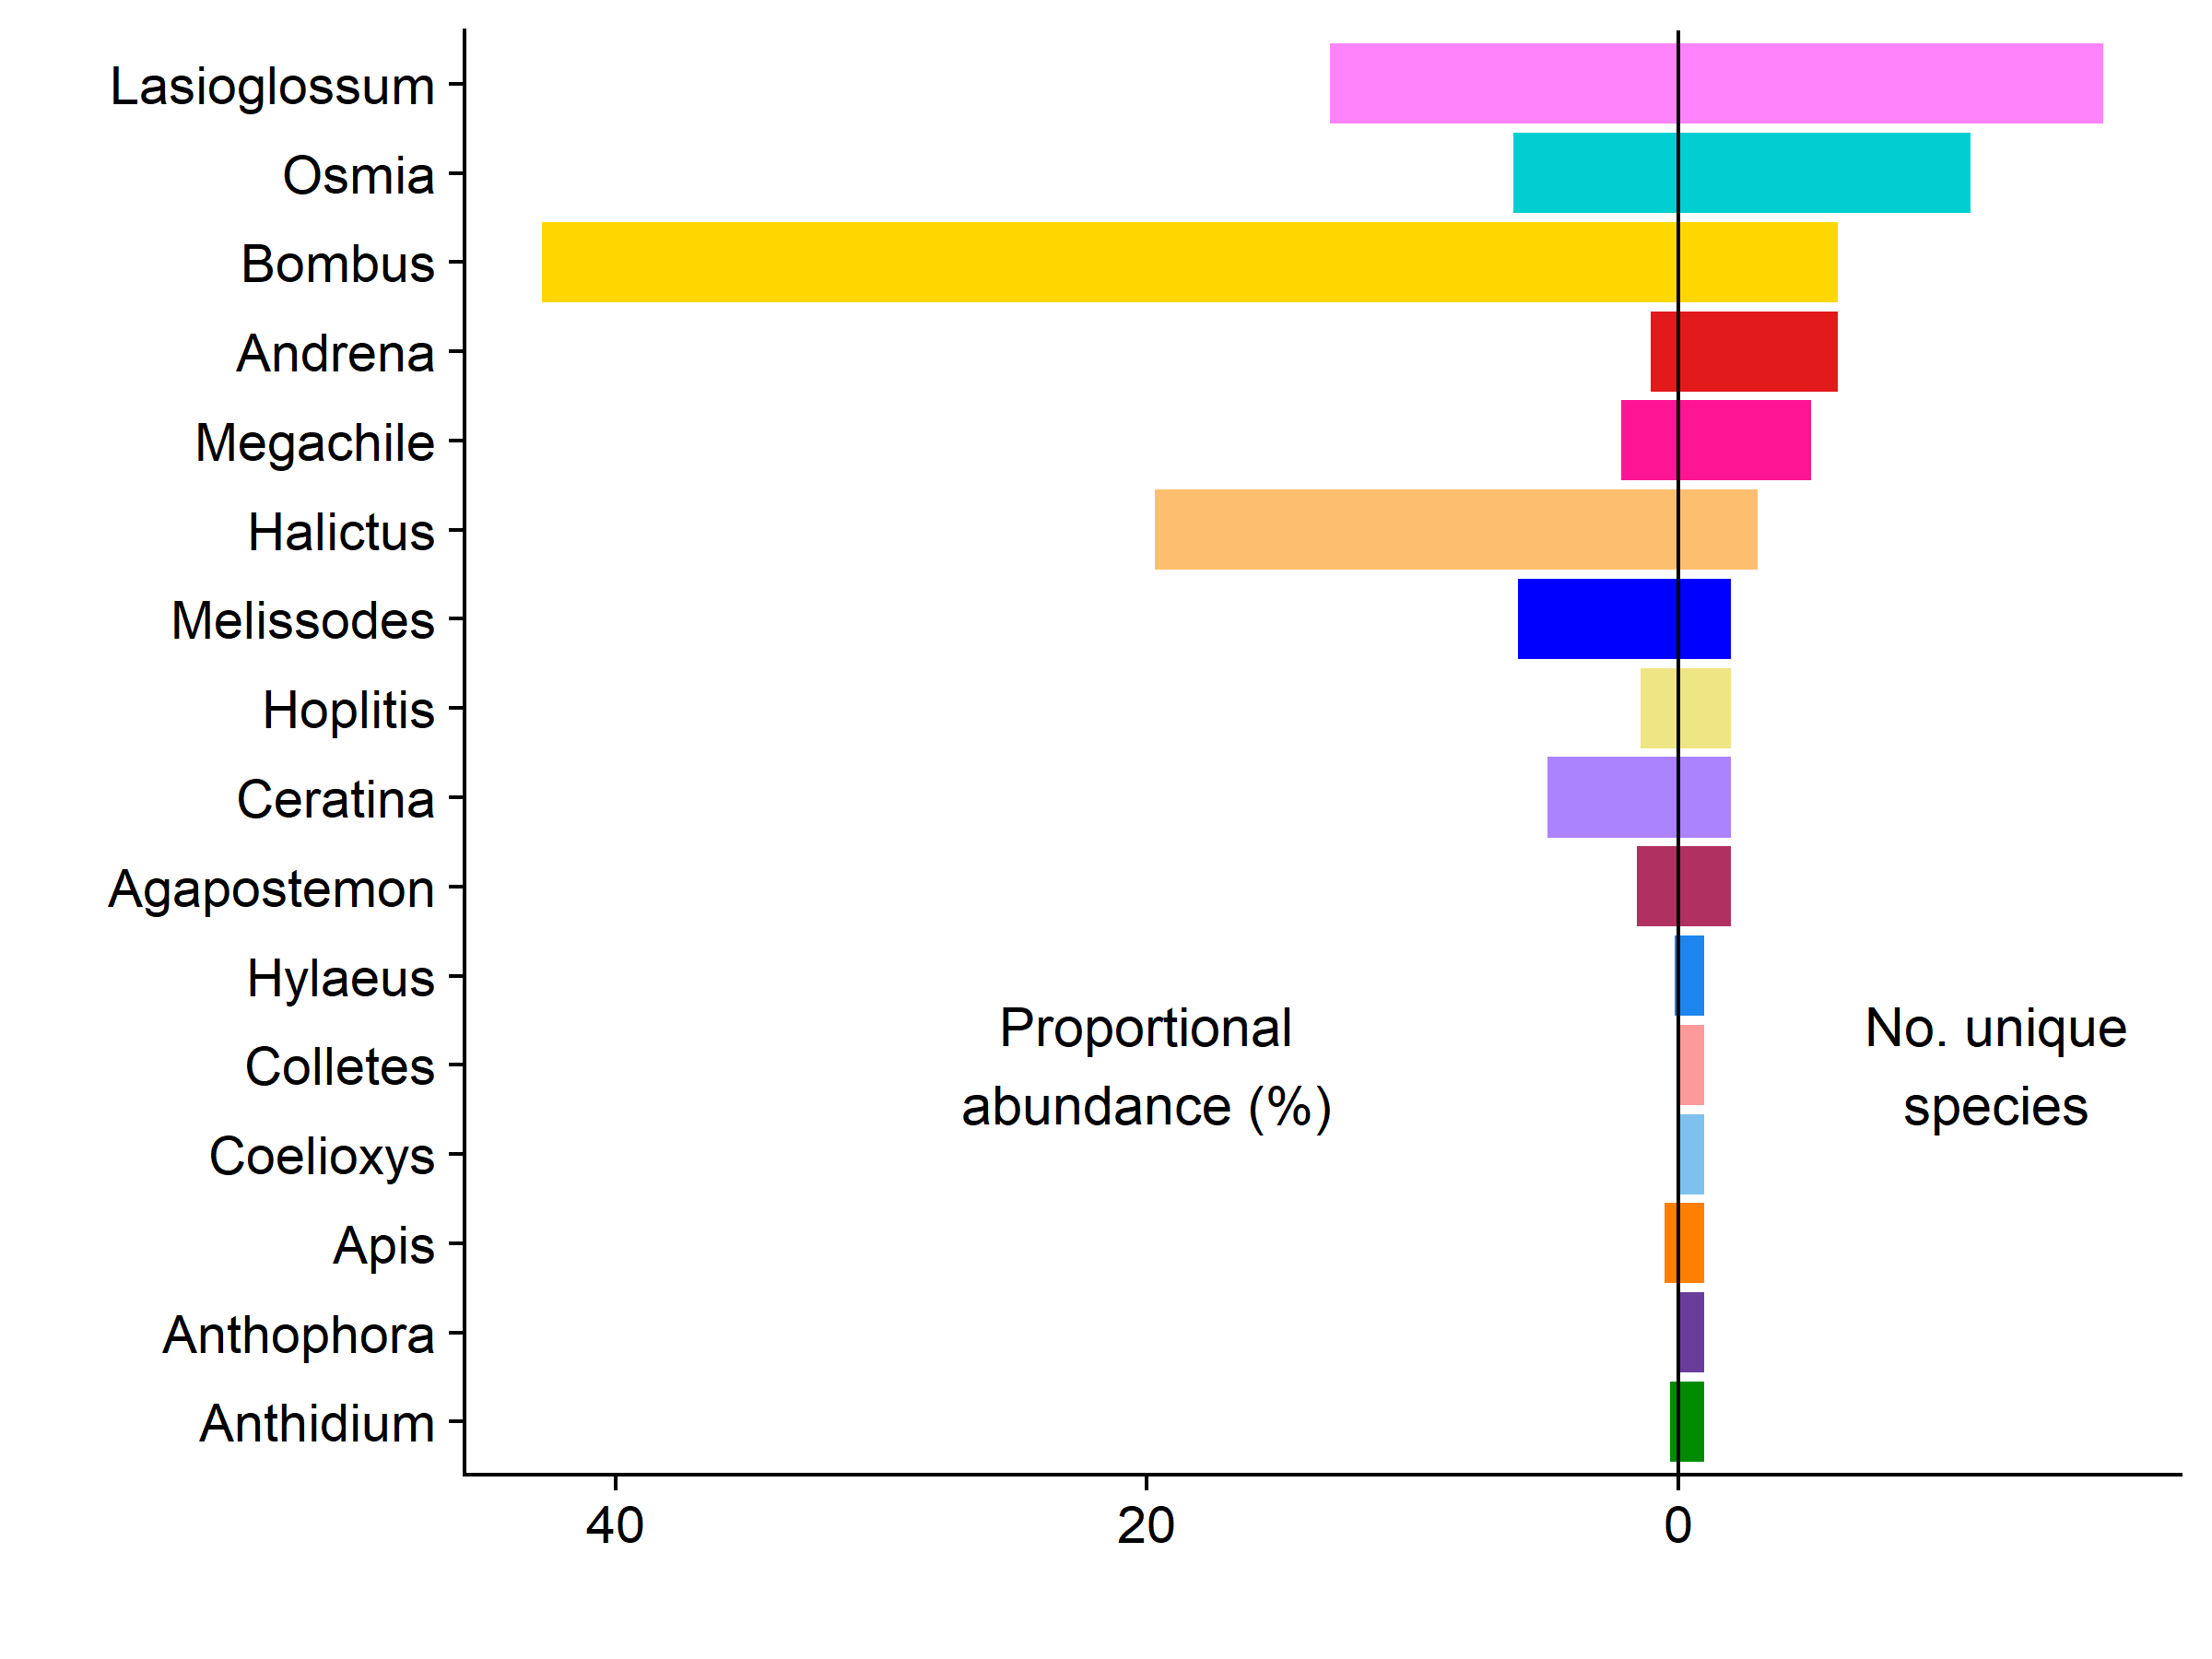 Lasioglossum
Osmia
Bombus
Andrena
Megachile
Halictus
Melissodes
Hoplitis
Ceratina
Agapostemon
Hylaeus
Colletes
Coelioxys
Apis
Anthophora
Anthidium
Proportional
abundance (%)
No. unique
species
40
20
0